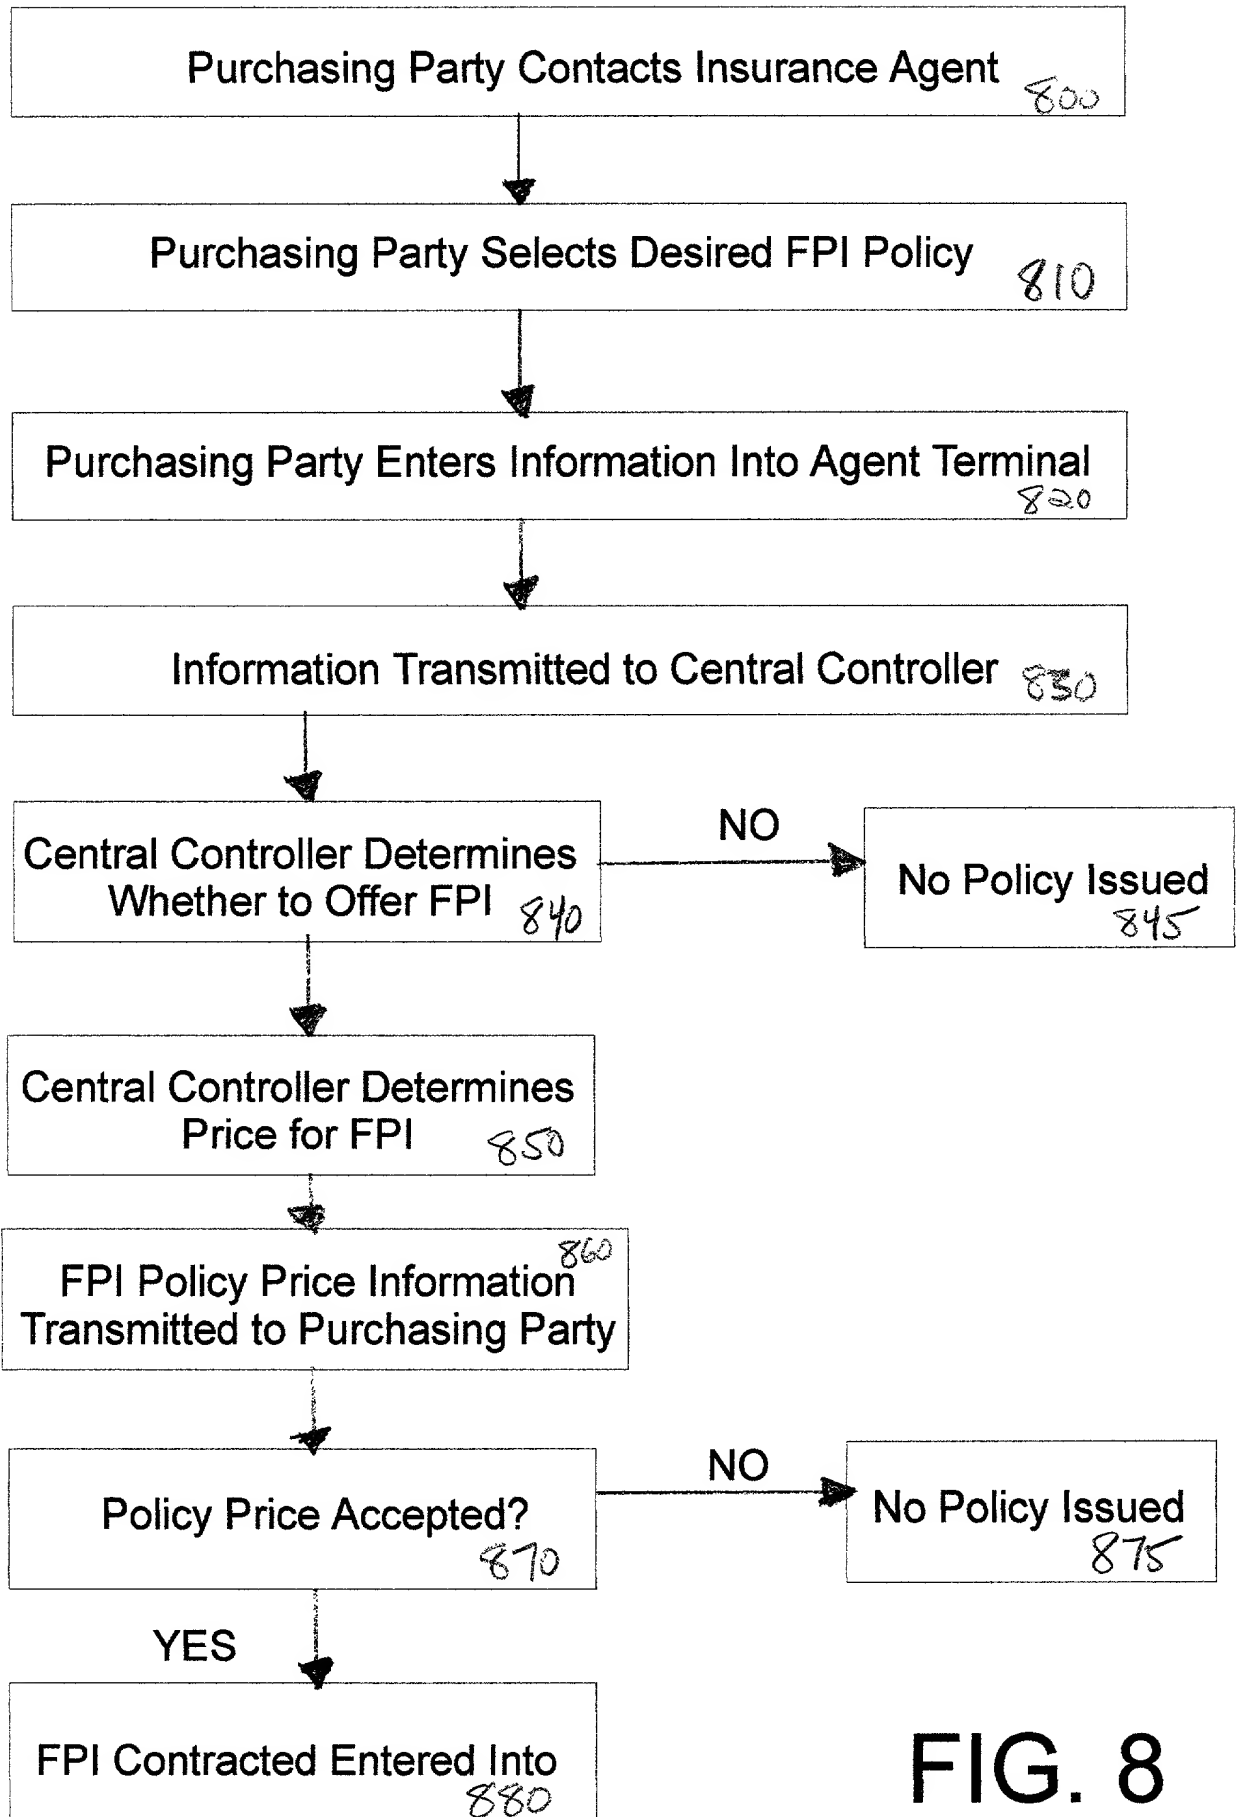 Purchasing Party Contacts Insurance Agent
800
Purchasing Party Selects Desired FPI Policy
810
Purchasing Party Enters Information Into Agent Terminal
820
Information Transmitted to Central Controller 830
Central Controller Determines
Whether to Offer FPI 840
NO
No Policy Issued
845
Central Controller Determines
Price for FPI 850
860
FPI Policy Price Information
Transmitted to Purchasing Party
Policy Price Accepted?
870
NO
No Policy Issued
875
YES
FPI Contracted Entered Into
880
FIG. 8